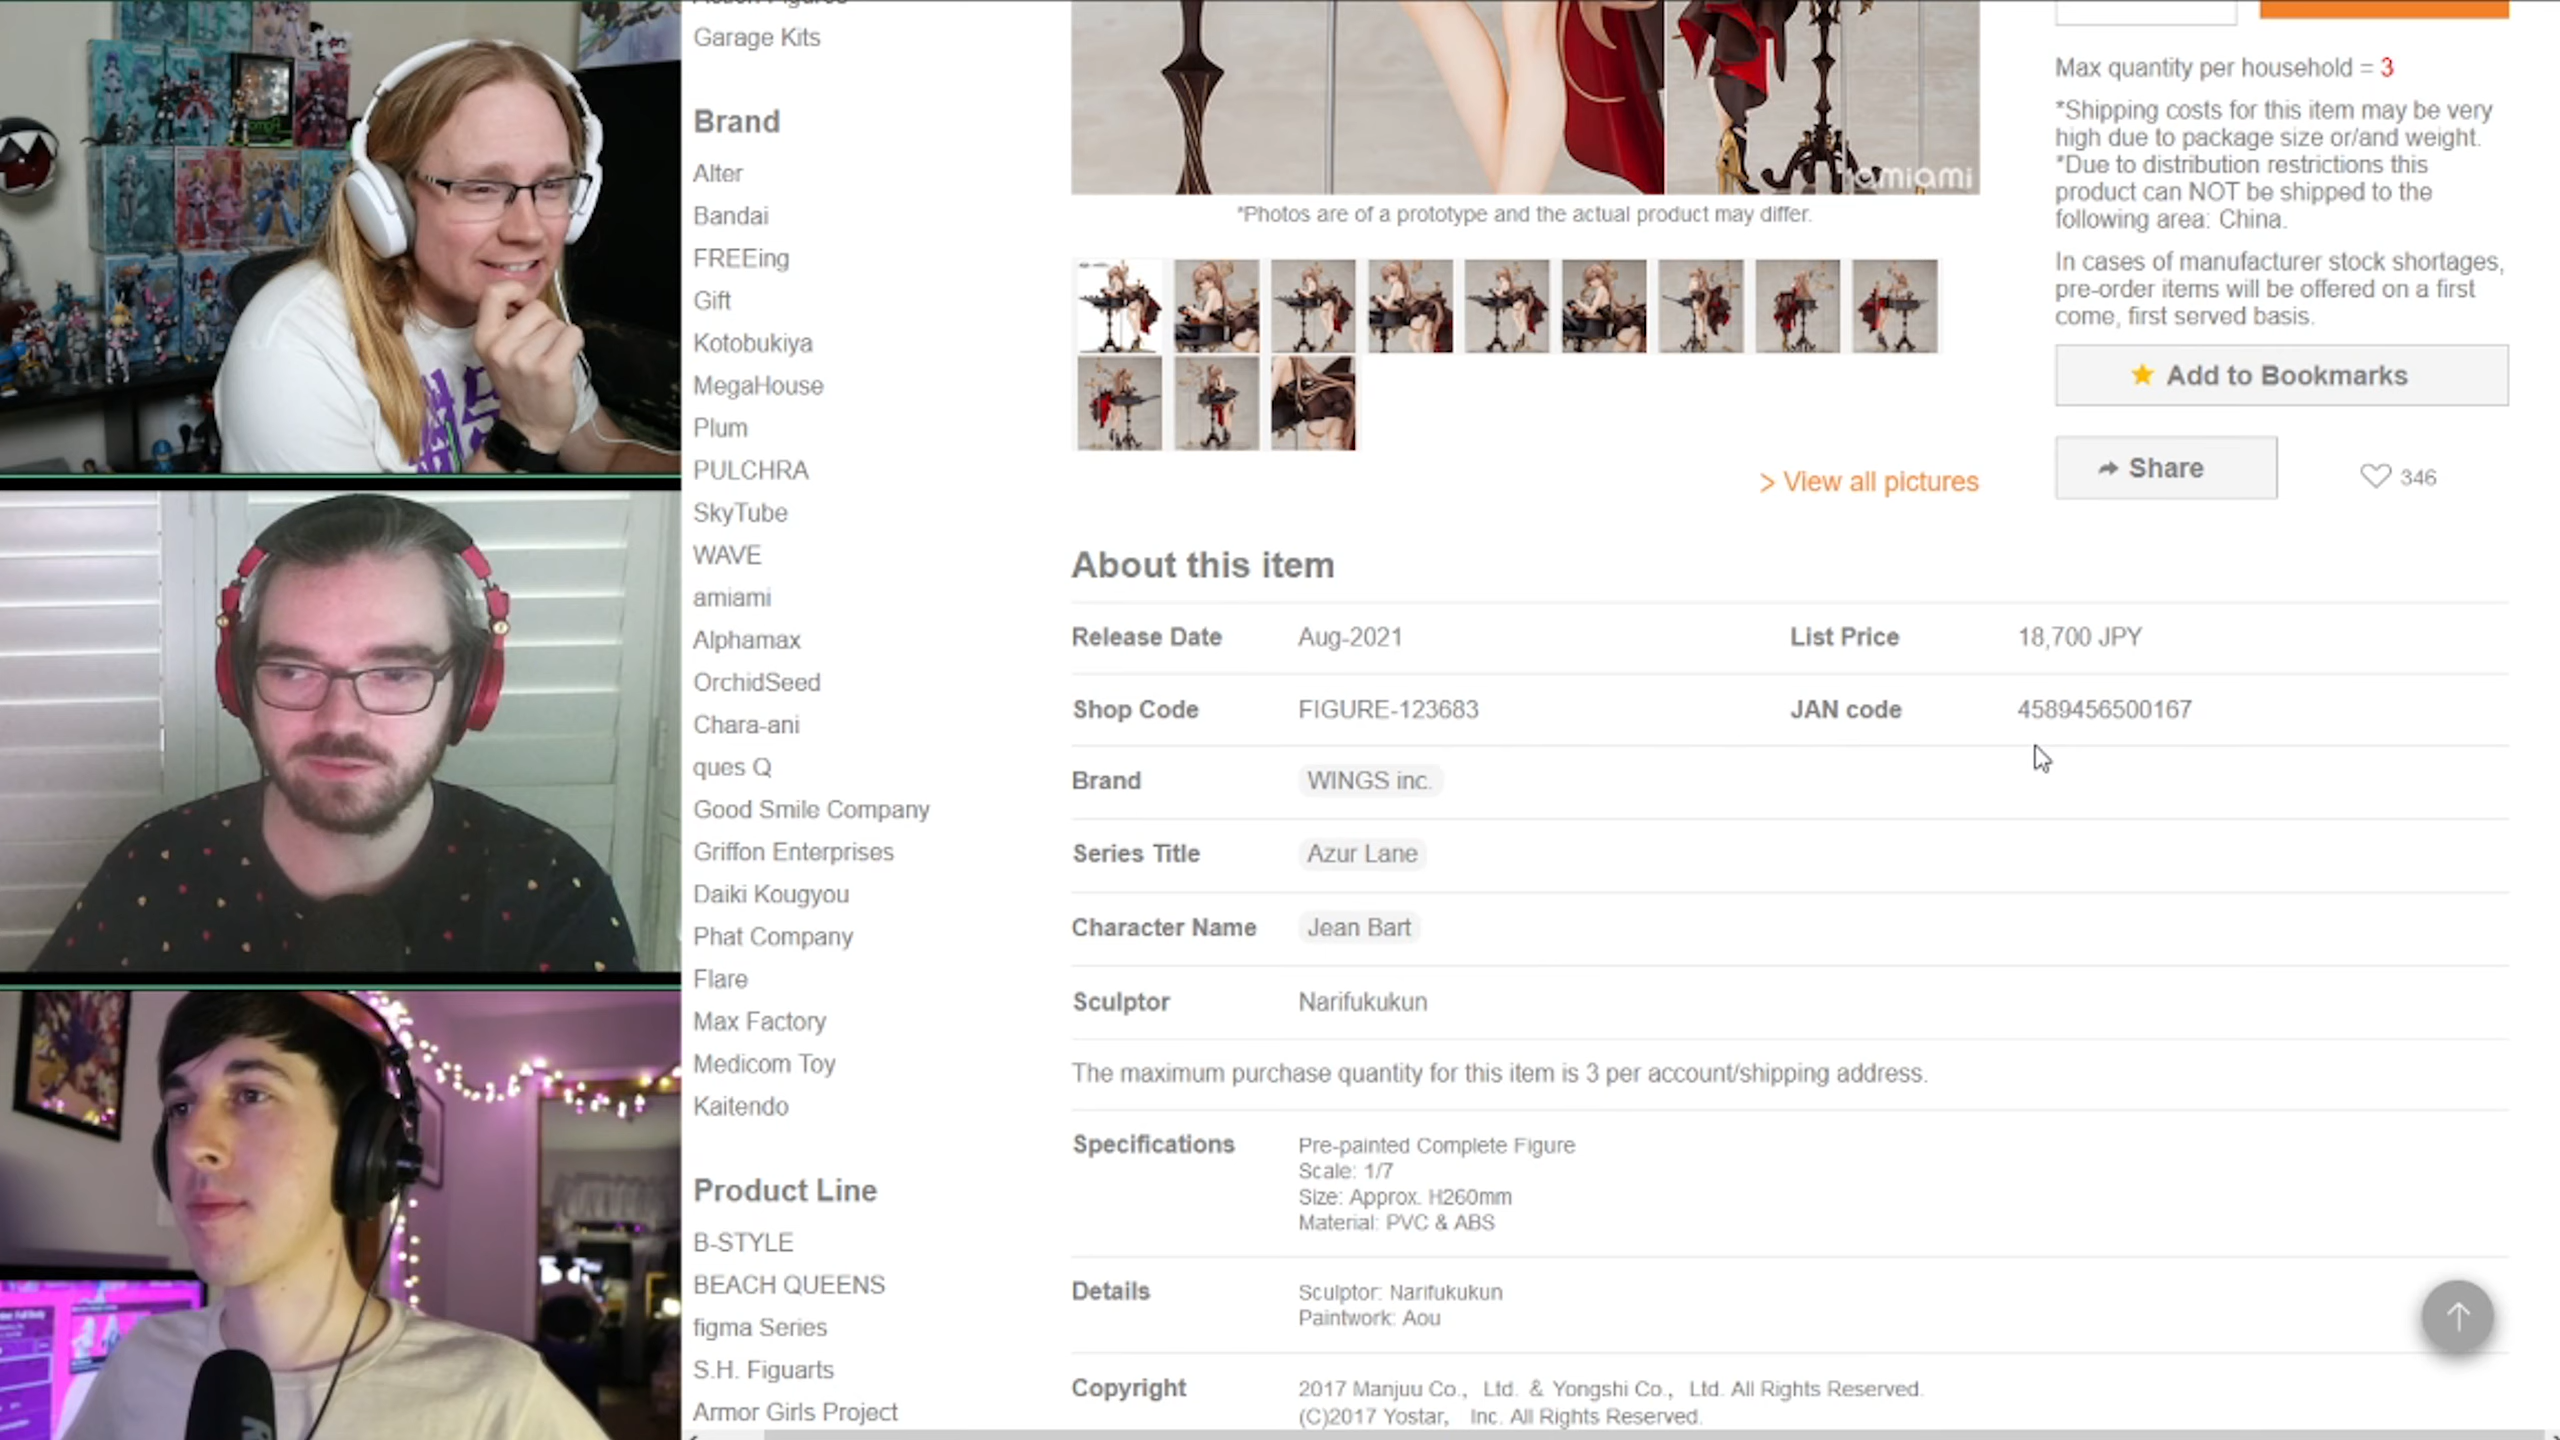 Garage Kits
Brand
Alter
Bandai
FREEing
Gift
Kotobukiya
MegaHouse
Plum
PULCHRA
SkyTube
WAVE
amiami
Alphamax
OrchidSeed
Chara-ani
ques Q
Good Smile Company
Griffon Enterprises
Daiki Kougyou
Phat Company
Flare
Max Factory
Medicom Toy
Kaitendo
Product Line
B-STYLE
BEACH QUEENS
figma Series
S.H. Figuarts
Armor Girls Project
amiami
*Photos are of a prototype and the actual product may differ.
> View all pictures
Max quantity per household = 3
*Shipping costs for this item may be very
high due to package size or/and weight.
*Due to distribution restrictions this
product can NOT be shipped to the
following area: China.
In cases of manufacturer stock shortages,
pre-order items will be offered on a first
come, first served basis.
Add to Bookmarks
Share
346
About this item
Release Date Aug-2021 List Price 18,700 JPY
Shop Code FIGURE-123683 JAN code 4589456500167
Brand WINGS inc.
Series Title Azur Lane
Character Name Jean Bart
Sculptor Narifukukun
The maximum purchase quantity for this item is 3 per account/shipping address.
Specifications Pre-painted Complete Figure
Scale: 1/7
Size: Approx. H260mm
Material: PVC & ABS
Details Sculptor: Narifukukun
Paintwork: Aou
Copyright 2017 Manjuu Co., Ltd. & Yongshi Co., Ltd. All Rights Reserved.
(C)2017 Yostar, Inc. All Rights Reserved.